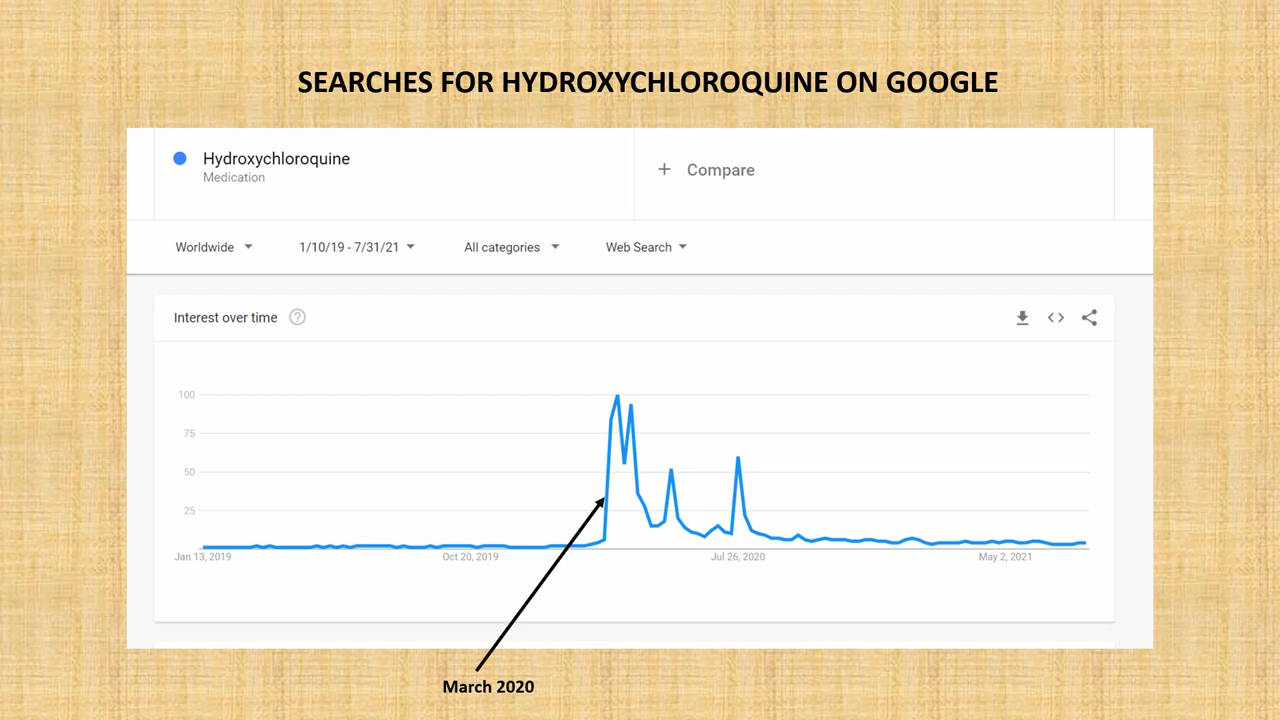 SEARCHES FOR HYDROXYCHLOROQUINE ON GOOGLE
Hydroxychloroquine
Medication
+ Compare
Worldwide 1/10/19 - 7/31/21 All categories Web Search
Interest over time ?
100
75
50
25
Jan 13, 2019 Oct 20, 2019 Jul 26, 2020 May 2, 2021
March 2020